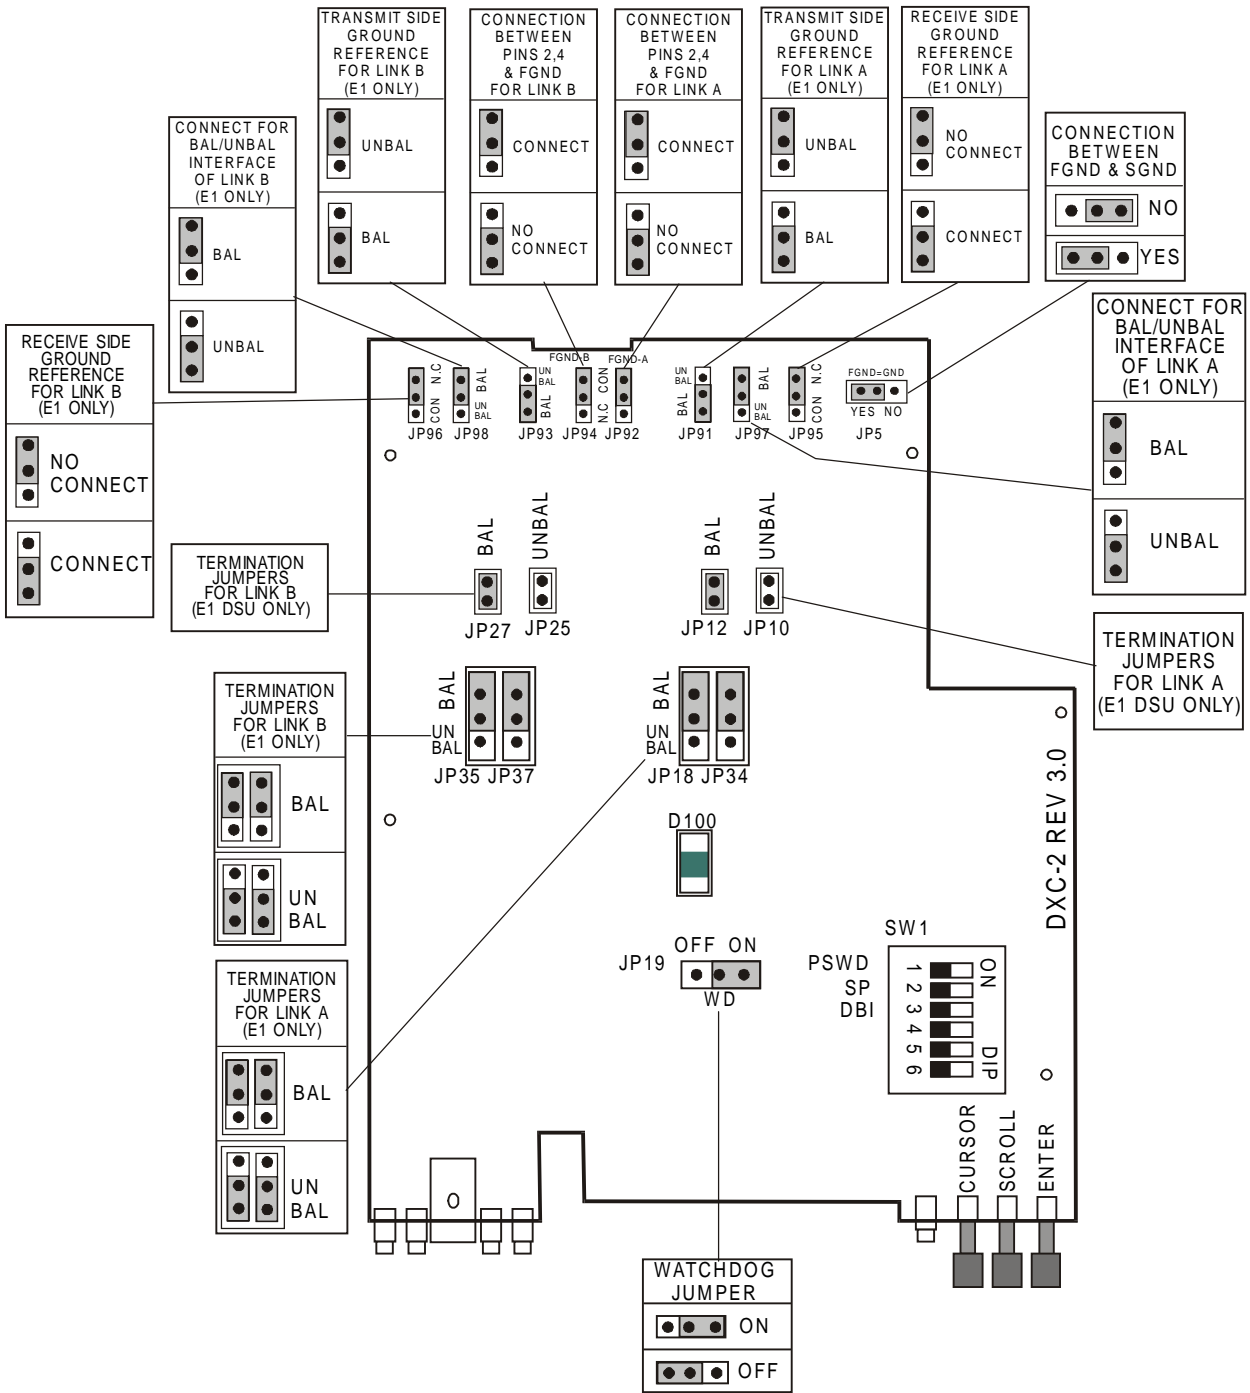 TRANSMIT SIDE
GROUND
REFERENCE
FOR LINK B
(E1 ONLY)
UNBAL
BAL
CONNECTION
BETWEEN
PINS 2,4
& FGND
FOR LINK B
CONNECT
NO
CONNECT
CONNECTION
BETWEEN
PINS 2,4
& FGND
FOR LINK A
CONNECT
NO
CONNECT
TRANSMIT SIDE
GROUND
REFERENCE
FOR LINK A
(E1 ONLY)
UNBAL
BAL
RECEIVE SIDE
GROUND
REFERENCE
FOR LINK A
(E1 ONLY)
NO
CONNECT
CONNECT
CONNECTION
BETWEEN
FGND & SGND
NO
YES
CONNECT FOR
BAL/UNBAL
INTERFACE
OF LINK B
(E1 ONLY)
BAL
UNBAL
CONNECT FOR
BAL/UNBAL
INTERFACE
OF LINK A
(E1 ONLY)
BAL
UNBAL
RECEIVE SIDE
GROUND
REFERENCE
FOR LINK B
(E1 ONLY)
NO
CONNECT
CONNECT
N.C
CON
JP96
BAL
UN
BAL
JP98
UN
BAL
BAL
JP93
FGND-B
JP94
FGND-A
CON
N.C
JP92
UN
BAL
BAL
JP91
BAL
UN
BAL
JP97
N.C
CON
JP95
FGND=GND
YES NO
JP5
TERMINATION
JUMPERS
FOR LINK B
(E1 DSU ONLY)
BAL
JP27
UNBAL
JP25
BAL
JP12
UNBAL
JP10
TERMINATION
JUMPERS
FOR LINK A
(E1 DSU ONLY)
TERMINATION
JUMPERS
FOR LINK B
(E1 ONLY)
BAL
UN
BAL
BAL
UN
BAL
JP35 JP37
BAL
UN
BAL
JP18 JP34
D100
DXC-2 REV 3.0
TERMINATION
JUMPERS
FOR LINK A
(E1 ONLY)
BAL
UN
BAL
JP19
OFF ON
WD
SW1
PSWD
SP
DBI
1
2
3
4
5
6
ON
DIP
CURSOR
SCROLL
ENTER
WATCHDOG
JUMPER
ON
OFF